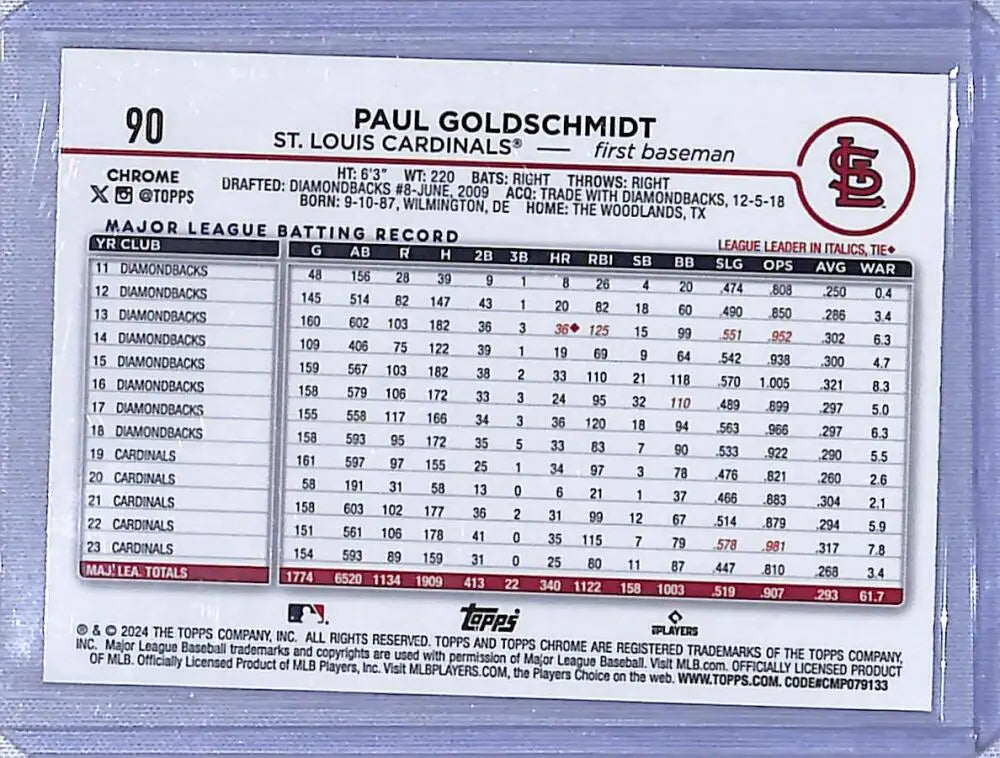 90
PAUL GOLDSCHMIDT
ST. LOUIS CARDINALS® — first baseman
STL
CHROME
@TOPPS
HT: 6'3" WT: 220 BATS: RIGHT THROWS: RIGHT
DRAFTED: DIAMONDBACKS #8-JUNE, 2009 ACQ: TRADE WITH DIAMONDBACKS, 12-5-18
BORN: 9-10-87, WILMINGTON, DE HOME: THE WOODLANDS, TX
MAJOR LEAGUE BATTING RECORD
LEAGUE LEADER IN ITALICS, TIE♦
YR CLUB G AB R H 2B 3B HR RBI SB BB SLG OPS AVG WAR
11 DIAMONDBACKS 48 156 28 39 9 1 8 26 4 20 .474 .808 .250 0.4
12 DIAMONDBACKS 145 514 82 147 43 1 20 82 18 60 .490 .850 .286 3.4
13 DIAMONDBACKS 160 602 103 182 36 3 36♦ 125 15 99 .551 .952 .302 6.3
14 DIAMONDBACKS 109 406 75 122 39 1 19 69 9 64 .542 .938 .300 4.7
15 DIAMONDBACKS 159 567 103 182 38 2 33 110 21 118 .570 1.005 .321 8.3
16 DIAMONDBACKS 158 579 106 172 33 3 24 95 32 110 .489 .899 .297 5.0
17 DIAMONDBACKS 155 558 117 166 34 3 36 120 18 94 .563 .966 .297 6.3
18 DIAMONDBACKS 158 593 95 172 35 5 33 83 7 90 .533 .922 .290 5.5
19 CARDINALS 161 597 97 155 25 1 34 97 3 78 .476 .821 .260 2.6
20 CARDINALS 58 191 31 58 13 0 6 21 1 37 .466 .883 .304 2.1
21 CARDINALS 158 603 102 177 36 2 31 99 12 67 .514 .879 .294 5.9
22 CARDINALS 151 561 106 178 41 0 35 115 7 79 .578 .981 .317 7.8
23 CARDINALS 154 593 89 159 31 0 25 80 11 87 .447 .810 .268 3.4
MAJ. LEA. TOTALS 1774 6520 1134 1909 413 22 340 1122 158 1003 .519 .907 .293 61.7
topps
PLAYERS
® & © 2024 THE TOPPS COMPANY, INC. ALL RIGHTS RESERVED. TOPPS AND TOPPS CHROME ARE REGISTERED TRADEMARKS OF THE TOPPS COMPANY,
INC. Major League Baseball trademarks and copyrights are used with permission of Major League Baseball. Visit MLB.com. OFFICIALLY LICENSED PRODUCT
OF MLB. Officially Licensed Product of MLB Players, Inc. Visit MLBPLAYERS.COM, the Players Choice on the web. WWW.TOPPS.COM. CODE#CMP079133